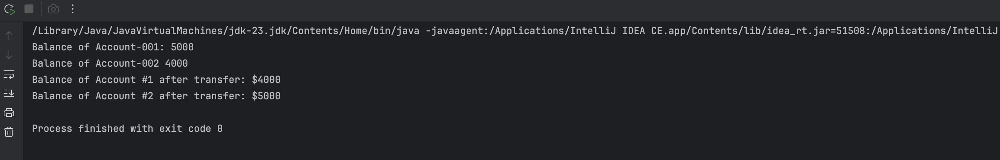 /Library/Java/JavaVirtualMachines/jdk-23.jdk/Contents/Home/bin/java -javaagent:/Applications/IntelliJ IDEA CE.app/Contents/lib/idea_rt.jar=51508:/Applications/IntelliJ
Balance of Account-001: 5000
Balance of Account-002 4000
Balance of Account #1 after transfer: $4000
Balance of Account #2 after transfer: $5000
Process finished with exit code 0